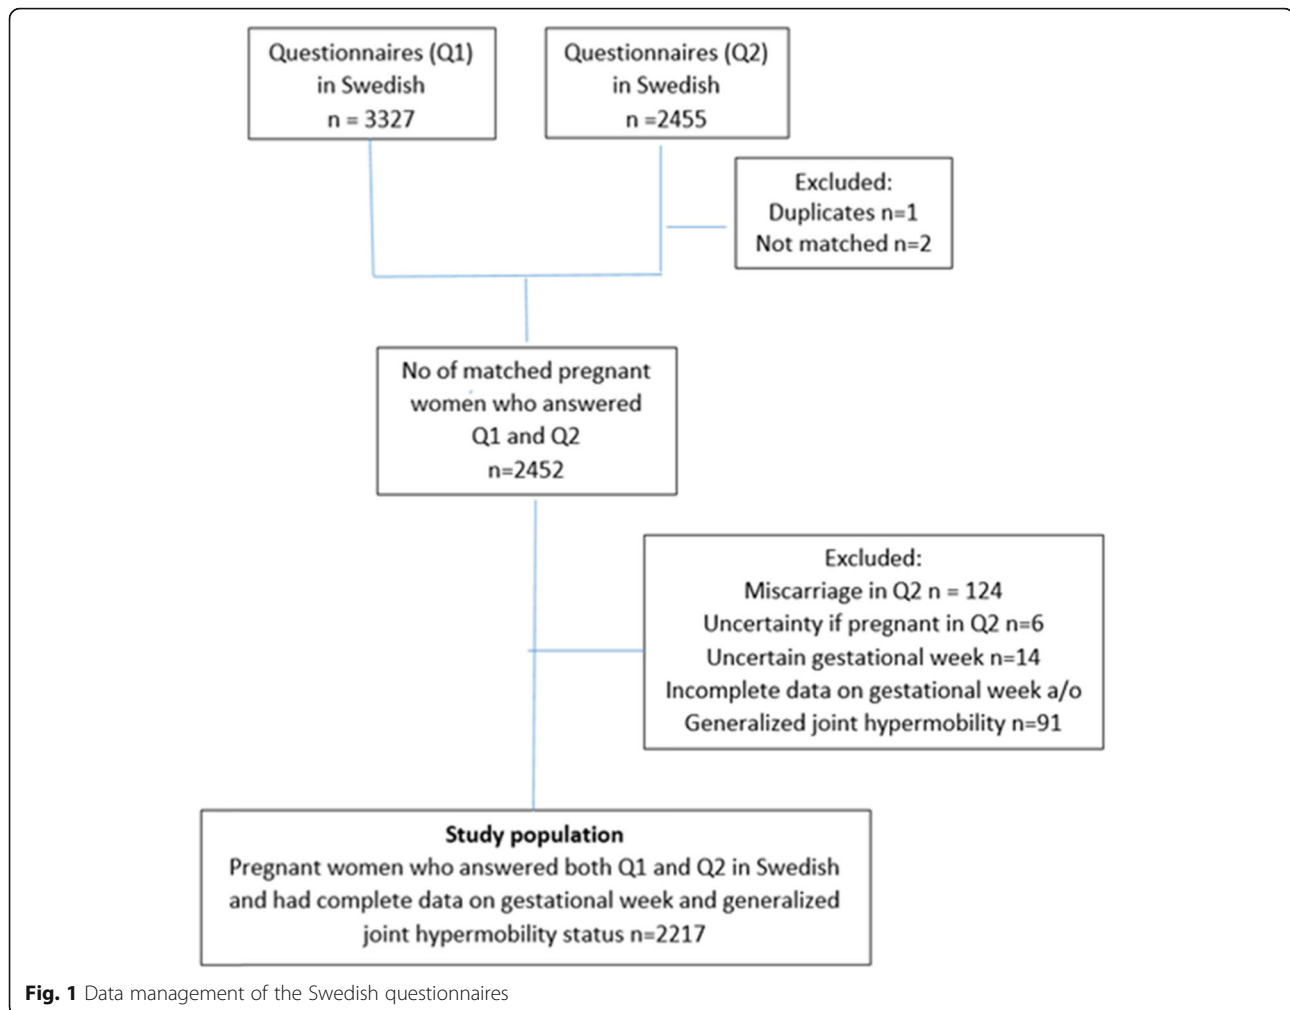 Questionnaires (Q1)
in Swedish
n = 3327
Questionnaires (Q2)
in Swedish
n =2455
Excluded:
Duplicates n=1
Not matched n=2
No of matched pregnant
women who answered
Q1 and Q2
n=2452
Excluded:
Miscarriage in Q2 n = 124
Uncertainty if pregnant in Q2 n=6
Uncertain gestational week n=14
Incomplete data on gestational week a/o
Generalized joint hypermobility n=91
Study population
Pregnant women who answered both Q1 and Q2 in Swedish
and had complete data on gestational week and generalized
joint hypermobility status n=2217
Fig. 1 Data management of the Swedish questionnaires